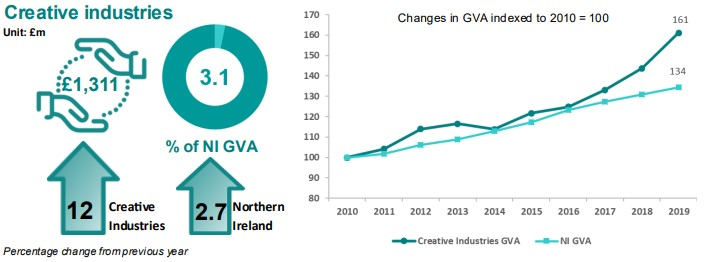 Creative industries
Unit: £m
£1,311
3.1
% of NI GVA
12 Creative Industries
2.7 Northern Ireland
Percentage change from previous year
Changes in GVA indexed to 2010 = 100
170
160
150
140
130
120
110
100
90
80
161
134
2010 2011 2012 2013 2014 2015 2016 2017 2018 2019
Creative Industries GVA NI GVA